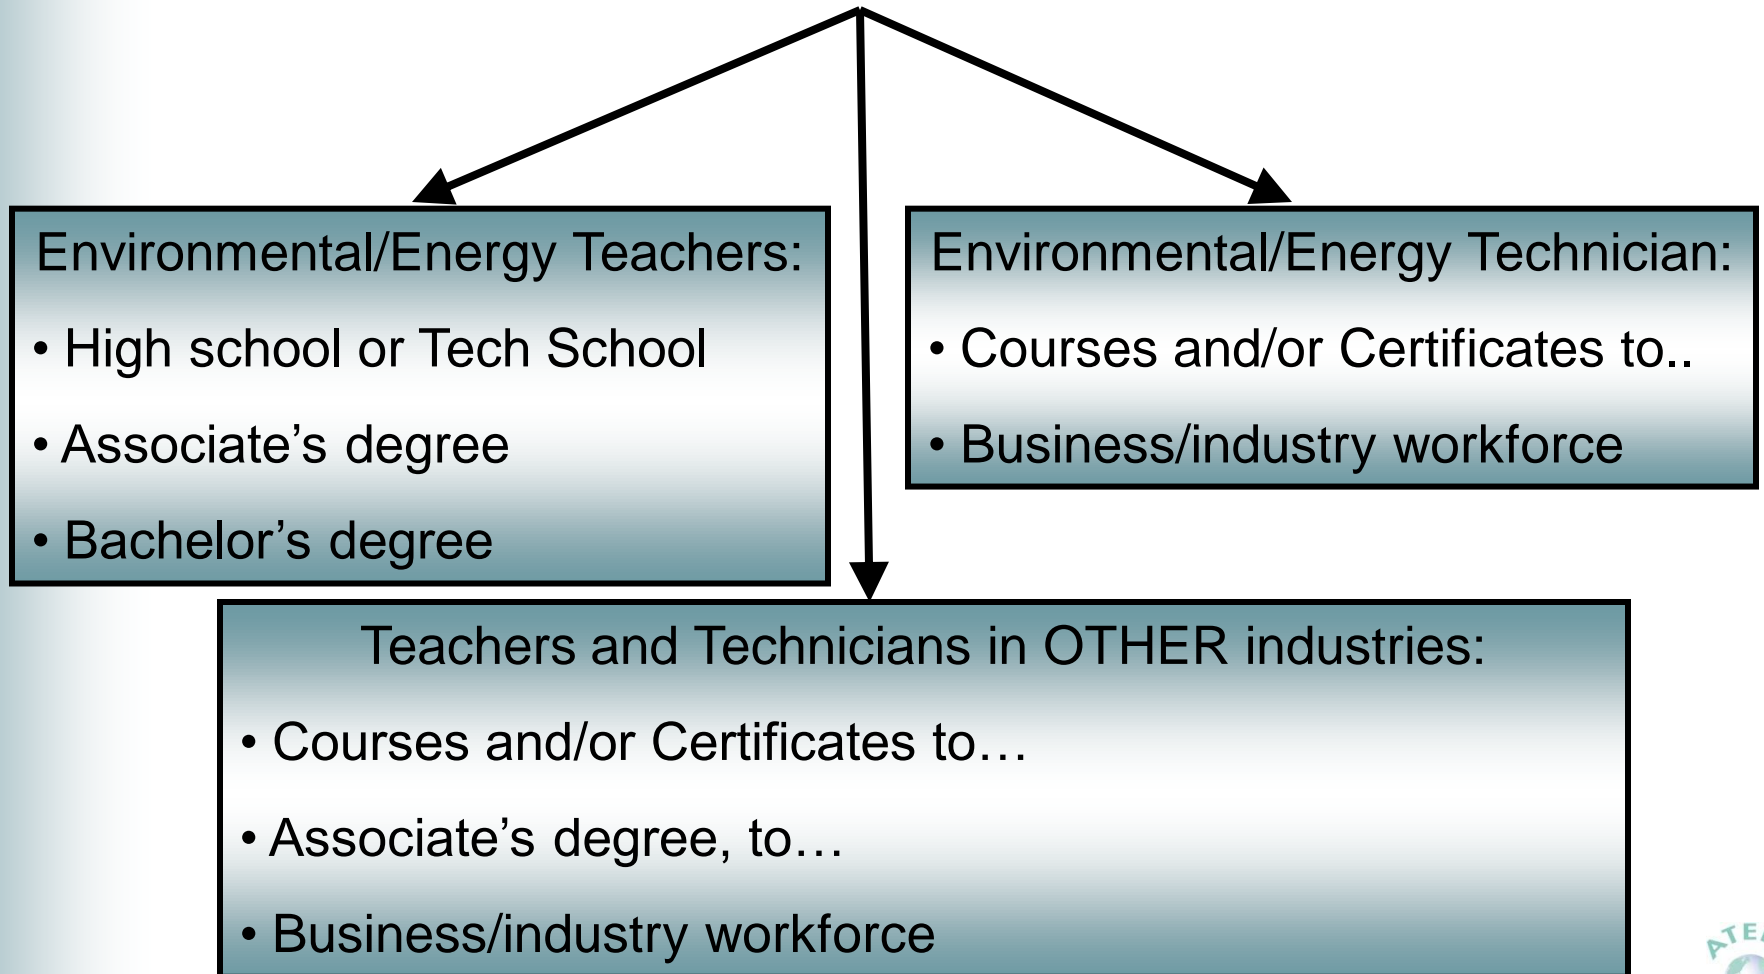 Environmental/Energy Teachers:
• High school or Tech School
• Associate’s degree
• Bachelor’s degree
Environmental/Energy Technician:
• Courses and/or Certificates to..
• Business/industry workforce
Teachers and Technicians in OTHER industries:
• Courses and/or Certificates to…
• Associate’s degree, to…
• Business/industry workforce